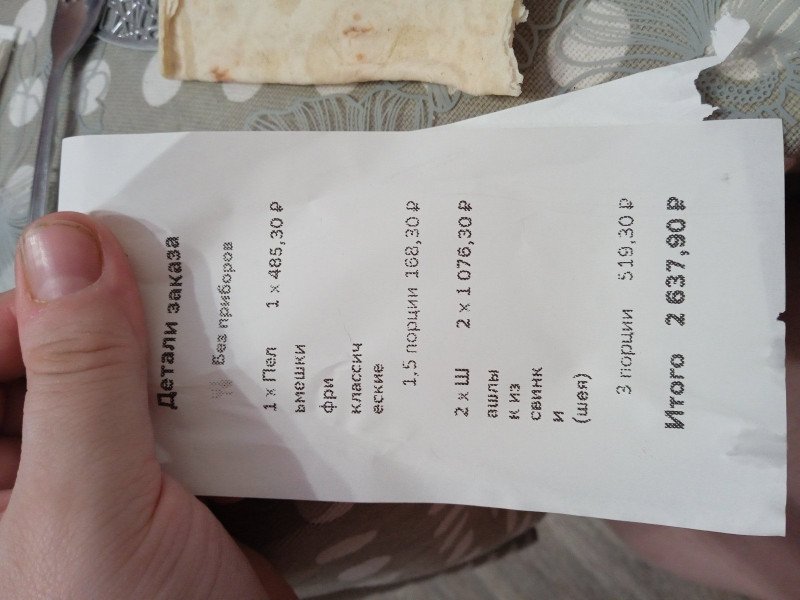 Детали заказа
Без приборов
1 x Пел 1 x 485,30 ₽
ьмешки
фри
классич
еские
1,5 порции 168,30 ₽
2 x Ш 2 x 1 076,30 ₽
ашлы
к из
свинк
и
(шея)
3 порции 519,30 ₽
Итого 2 637,90 ₽